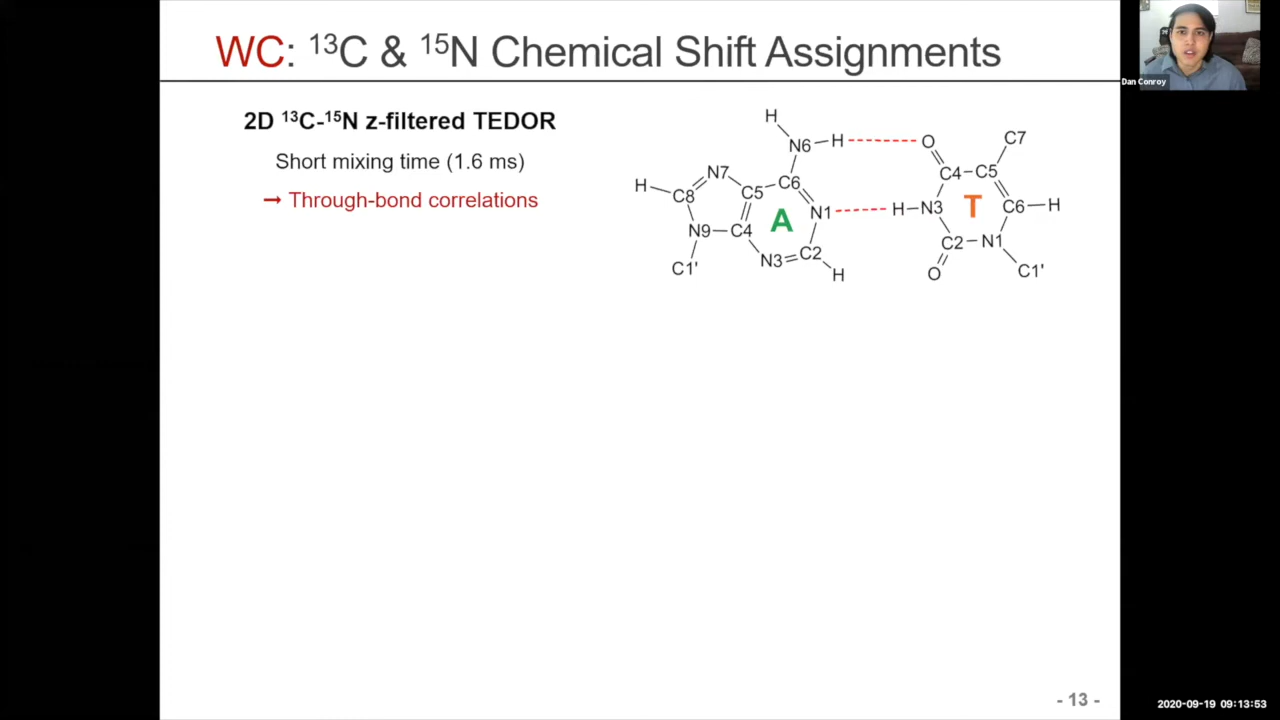 WC: ¹³C & ¹⁵N Chemical Shift Assignments
Dan Conroy
2D ¹³C-¹⁵N z-filtered TEDOR
Short mixing time (1.6 ms)
→ Through-bond correlations
H
N6 H O C7
N7 C6 C4 C5
H C8 C5 N1 H N3 T C6 H
A
N9 C4 C2 N1
C1' N3 C2 O C1'
H
- 13 -
2020-09-19 09:13:53